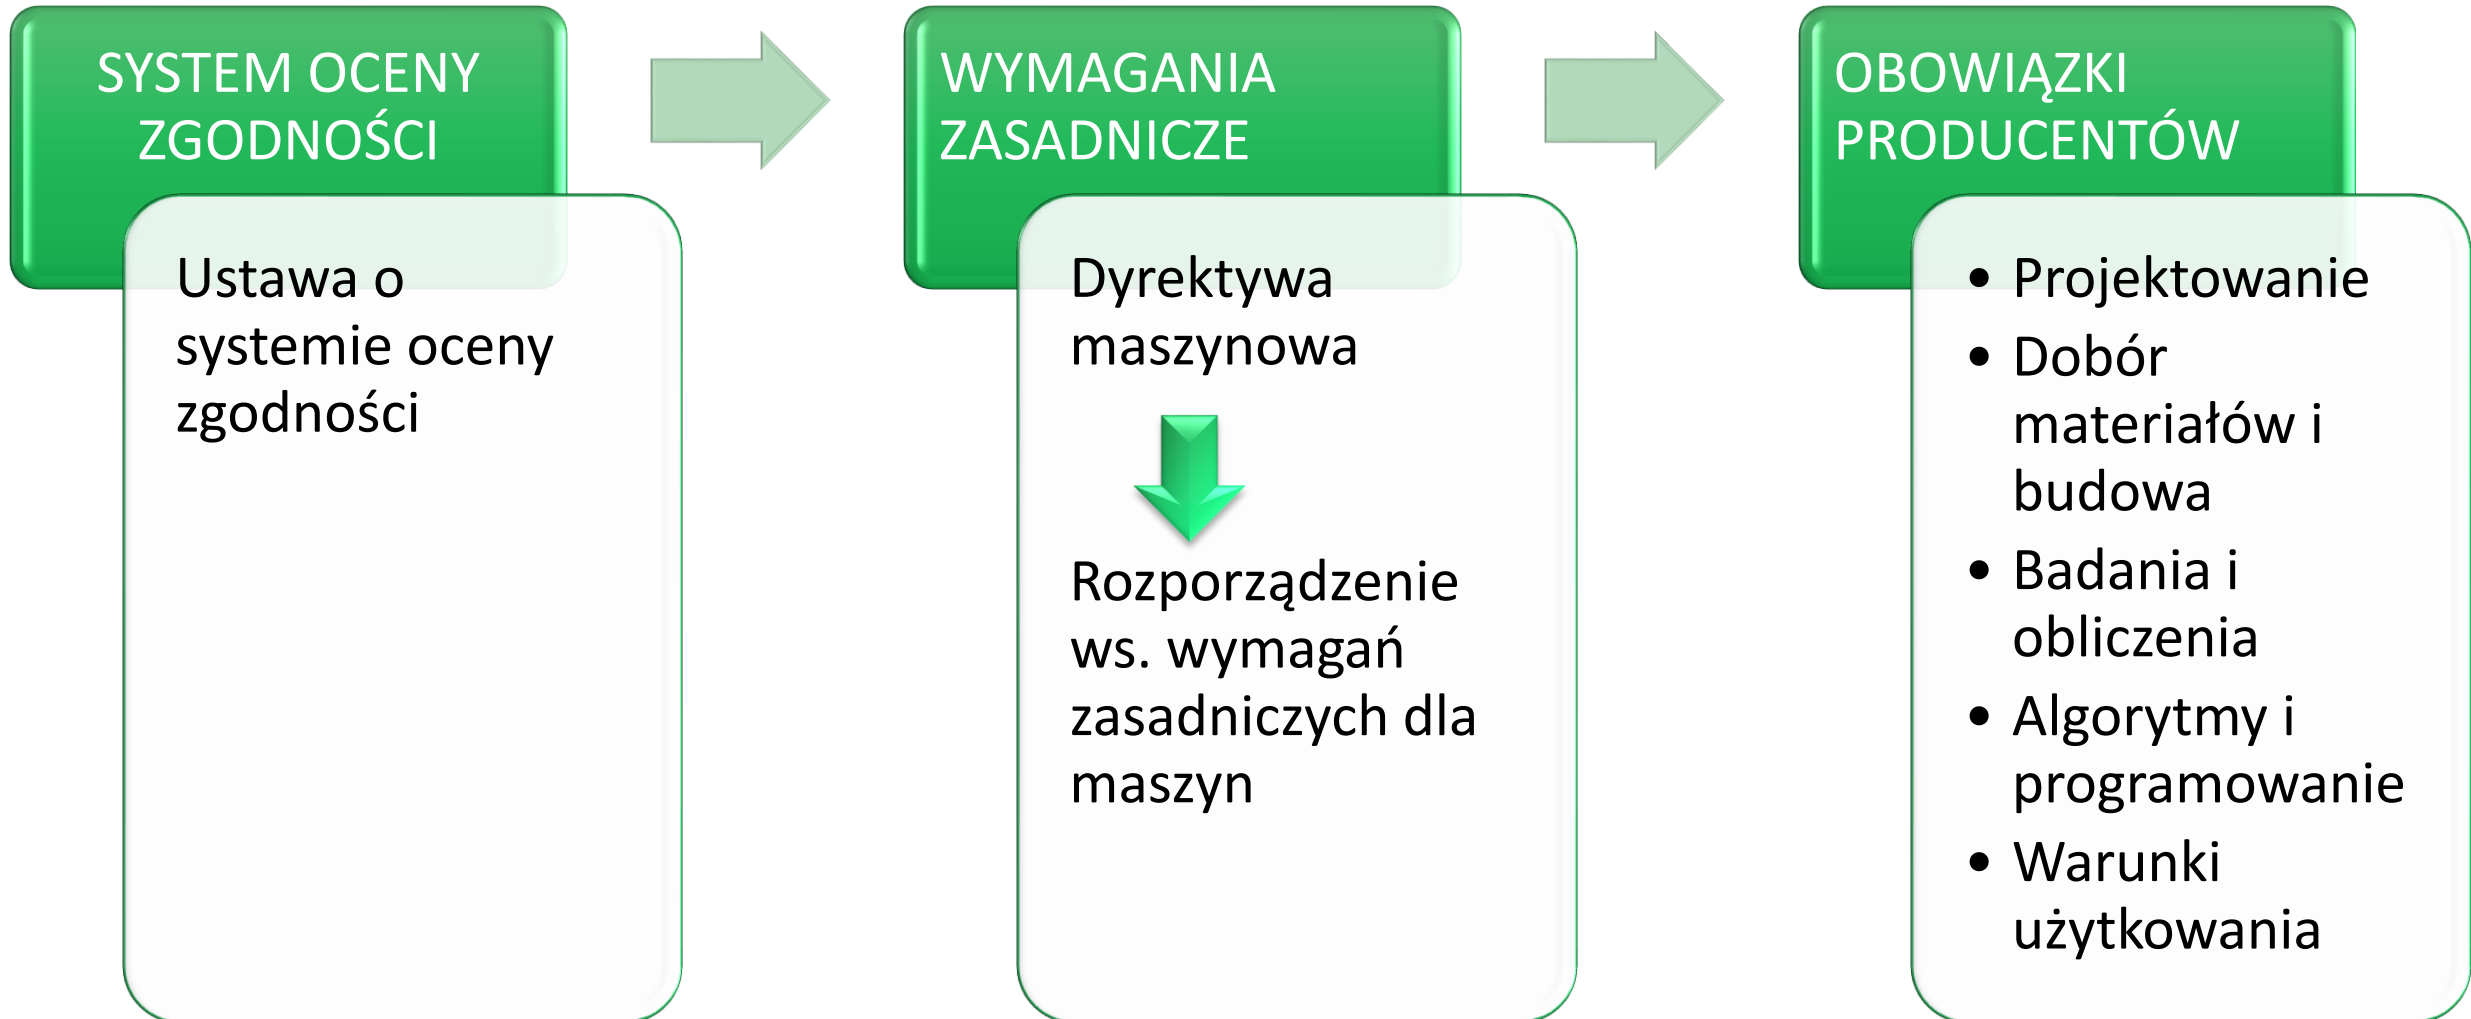 SYSTEM OCENY
ZGODNOŚCI
Ustawa o
systemie oceny
zgodności
WYMAGANIA
ZASADNICZE
Dyrektywa
maszynowa
Rozporządzenie
ws. wymagań
zasadniczych dla
maszyn
OBOWIĄZKI
PRODUCENTÓW
• Projektowanie
• Dobór
materiałów i
budowa
• Badania i
obliczenia
• Algorytmy i
programowanie
• Warunki
użytkowania